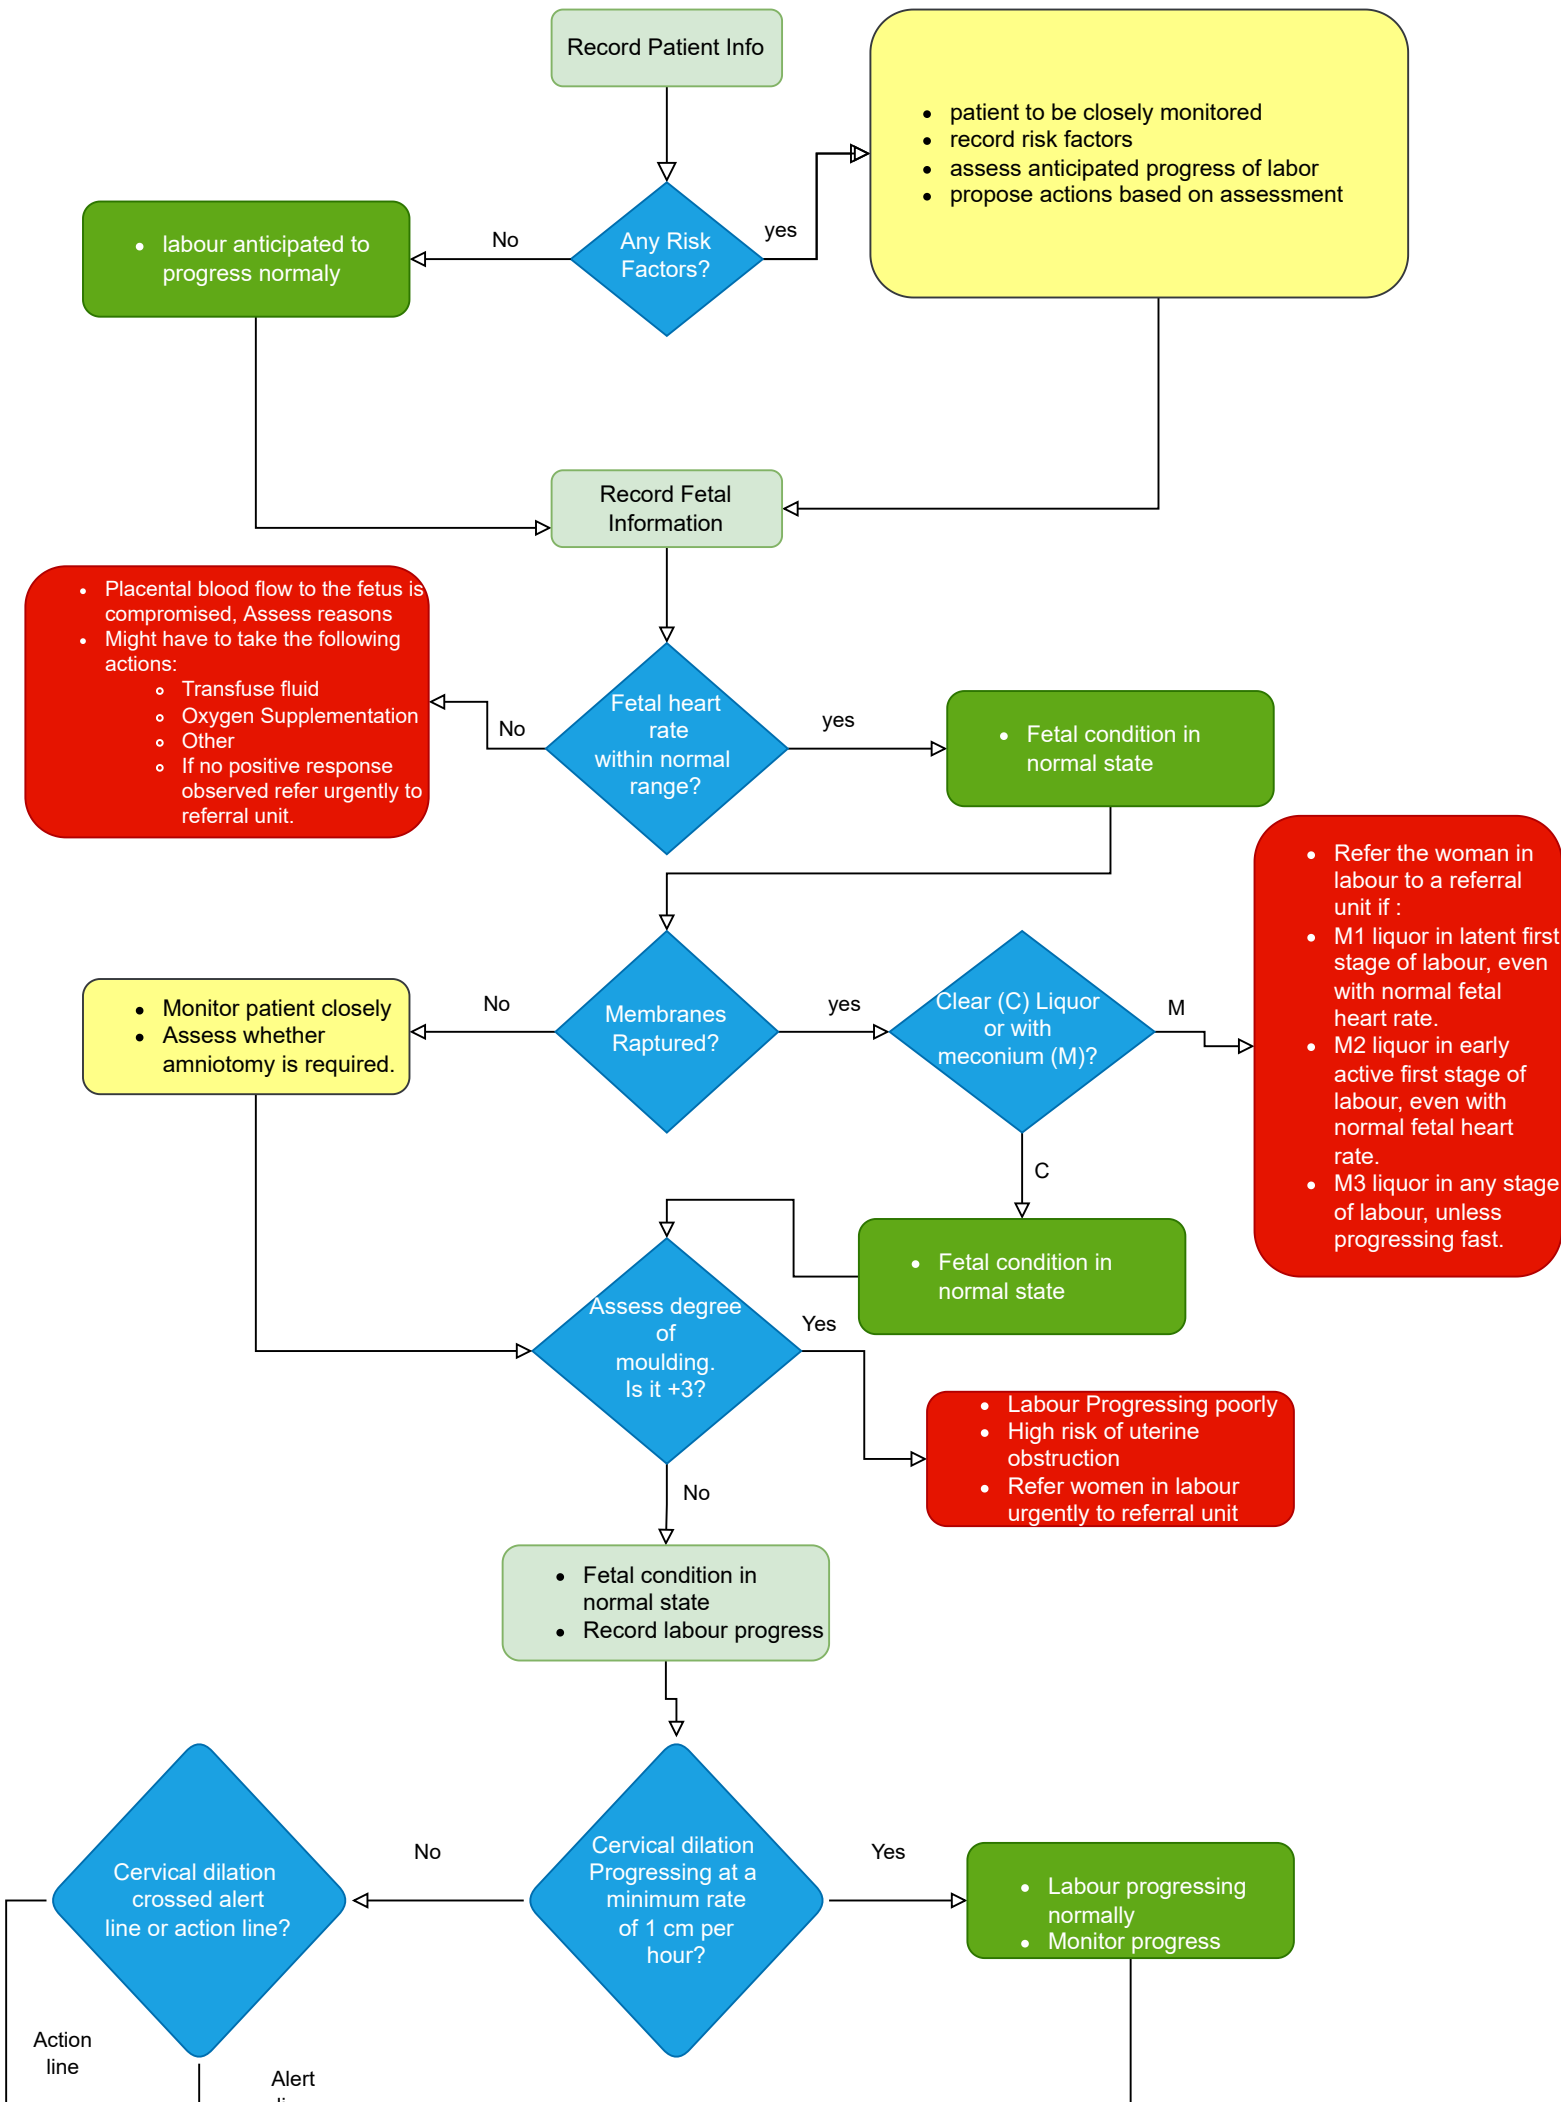 Record Patient Info
• patient to be closely monitored
• record risk factors
• assess anticipated progress of labor
• propose actions based on assessment
Any Risk
Factors?
yes
No
• labour anticipated to
progress normaly
Record Fetal
Information
• Placental blood flow to the fetus is
compromised, Assess reasons
• Might have to take the following
actions:
○ Transfuse fluid
○ Oxygen Supplementation
○ Other
○ If no positive response
observed refer urgently to
referral unit.
No
Fetal heart
rate
within normal
range?
yes
• Fetal condition in
normal state
• Monitor patient closely
• Assess whether
amniotomy is required.
No
Membranes
Raptured?
yes
Clear (C) Liquor
or with
meconium (M)?
M
• Refer the woman in
labour to a referral
unit if :
• M1 liquor in latent first
stage of labour, even
with normal fetal
heart rate.
• M2 liquor in early
active first stage of
labour, even with
normal fetal heart
rate.
• M3 liquor in any stage
of labour, unless
progressing fast.
C
• Fetal condition in
normal state
Assess degree
of
moulding.
Is it +3?
Yes
• Labour Progressing poorly
• High risk of uterine
obstruction
• Refer women in labour
urgently to referral unit
No
• Fetal condition in
normal state
• Record labour progress
Cervical dilation
crossed alert
line or action line?
No
Cervical dilation
Progressing at a
minimum rate
of 1 cm per
hour?
Yes
• Labour progressing
normally
• Monitor progress
Action
line
Alert